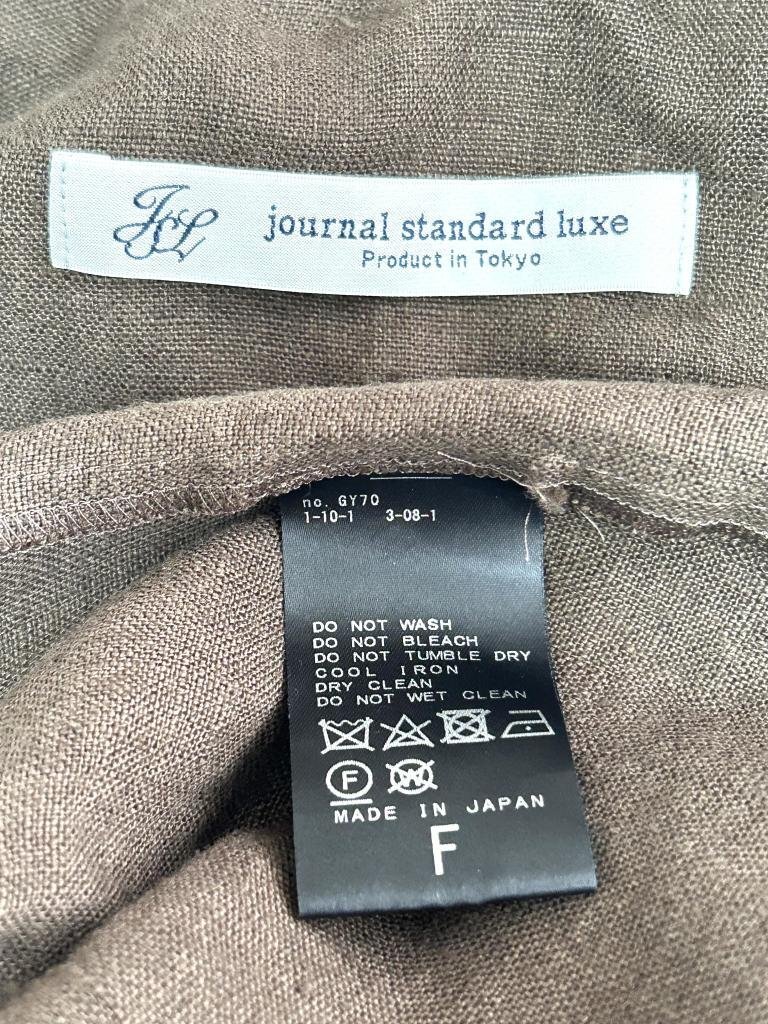 JSL
journal standard luxe
Product in Tokyo
no. GY70
1-10-1 3-08-1
DO NOT WASH
DO NOT BLEACH
DO NOT TUMBLE DRY
COOL IRON
DRY CLEAN
DO NOT WET CLEAN
F W
MADE IN JAPAN
F